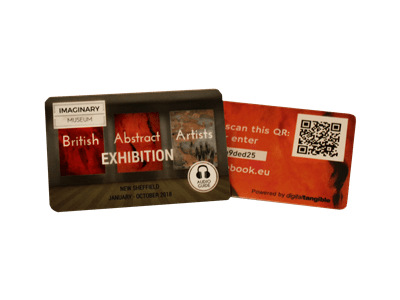 IMAGINARY
MUSEUM
British Abstract Artists
EXHIBITION
NEW SHEFFIELD
JANUARY - OCTOBER 2018
AUDIO
GUIDE
scan this QR:
enter
9ded25
book.eu
Powered by digitaltangible